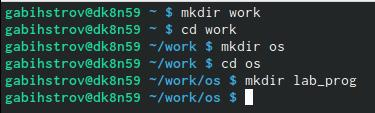 gabihstrov@dk8n59 ~ $ mkdir work
gabihstrov@dk8n59 ~ $ cd work
gabihstrov@dk8n59 ~/work $ mkdir os
gabihstrov@dk8n59 ~/work $ cd os
gabihstrov@dk8n59 ~/work/os $ mkdir lab_prog
gabihstrov@dk8n59 ~/work/os $